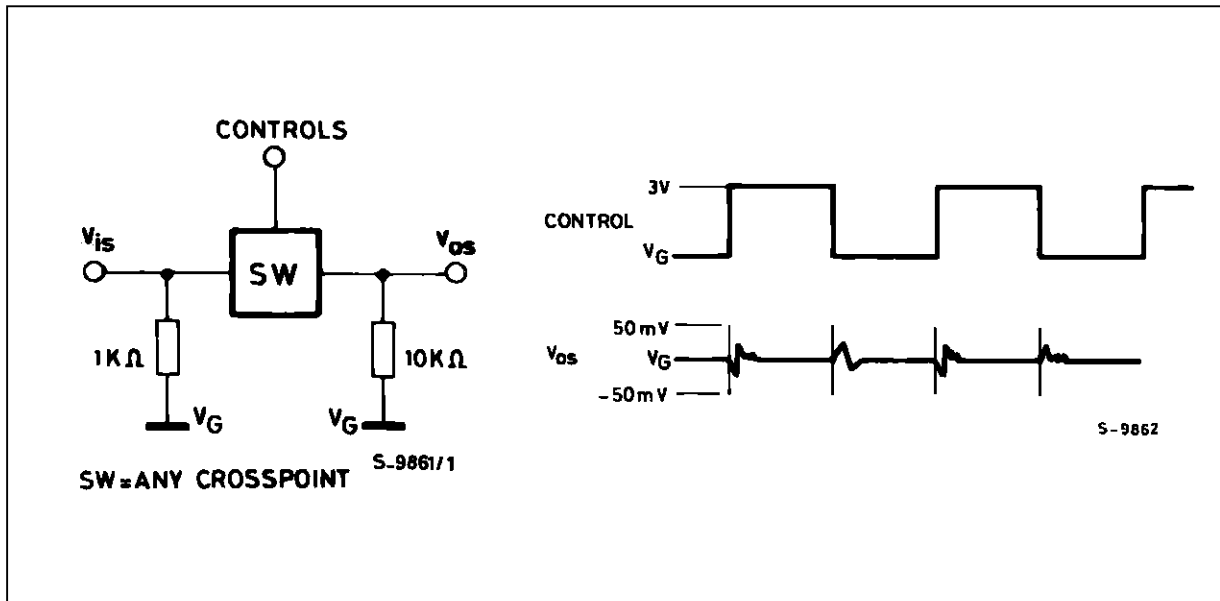 CONTROLS
Vis
Vos
SW
1KΩ
10KΩ
VG
VG
S-9861/1
SW=ANY CROSSPOINT
3V
CONTROL
VG
50mV
Vos
VG
-50mV
S-9862